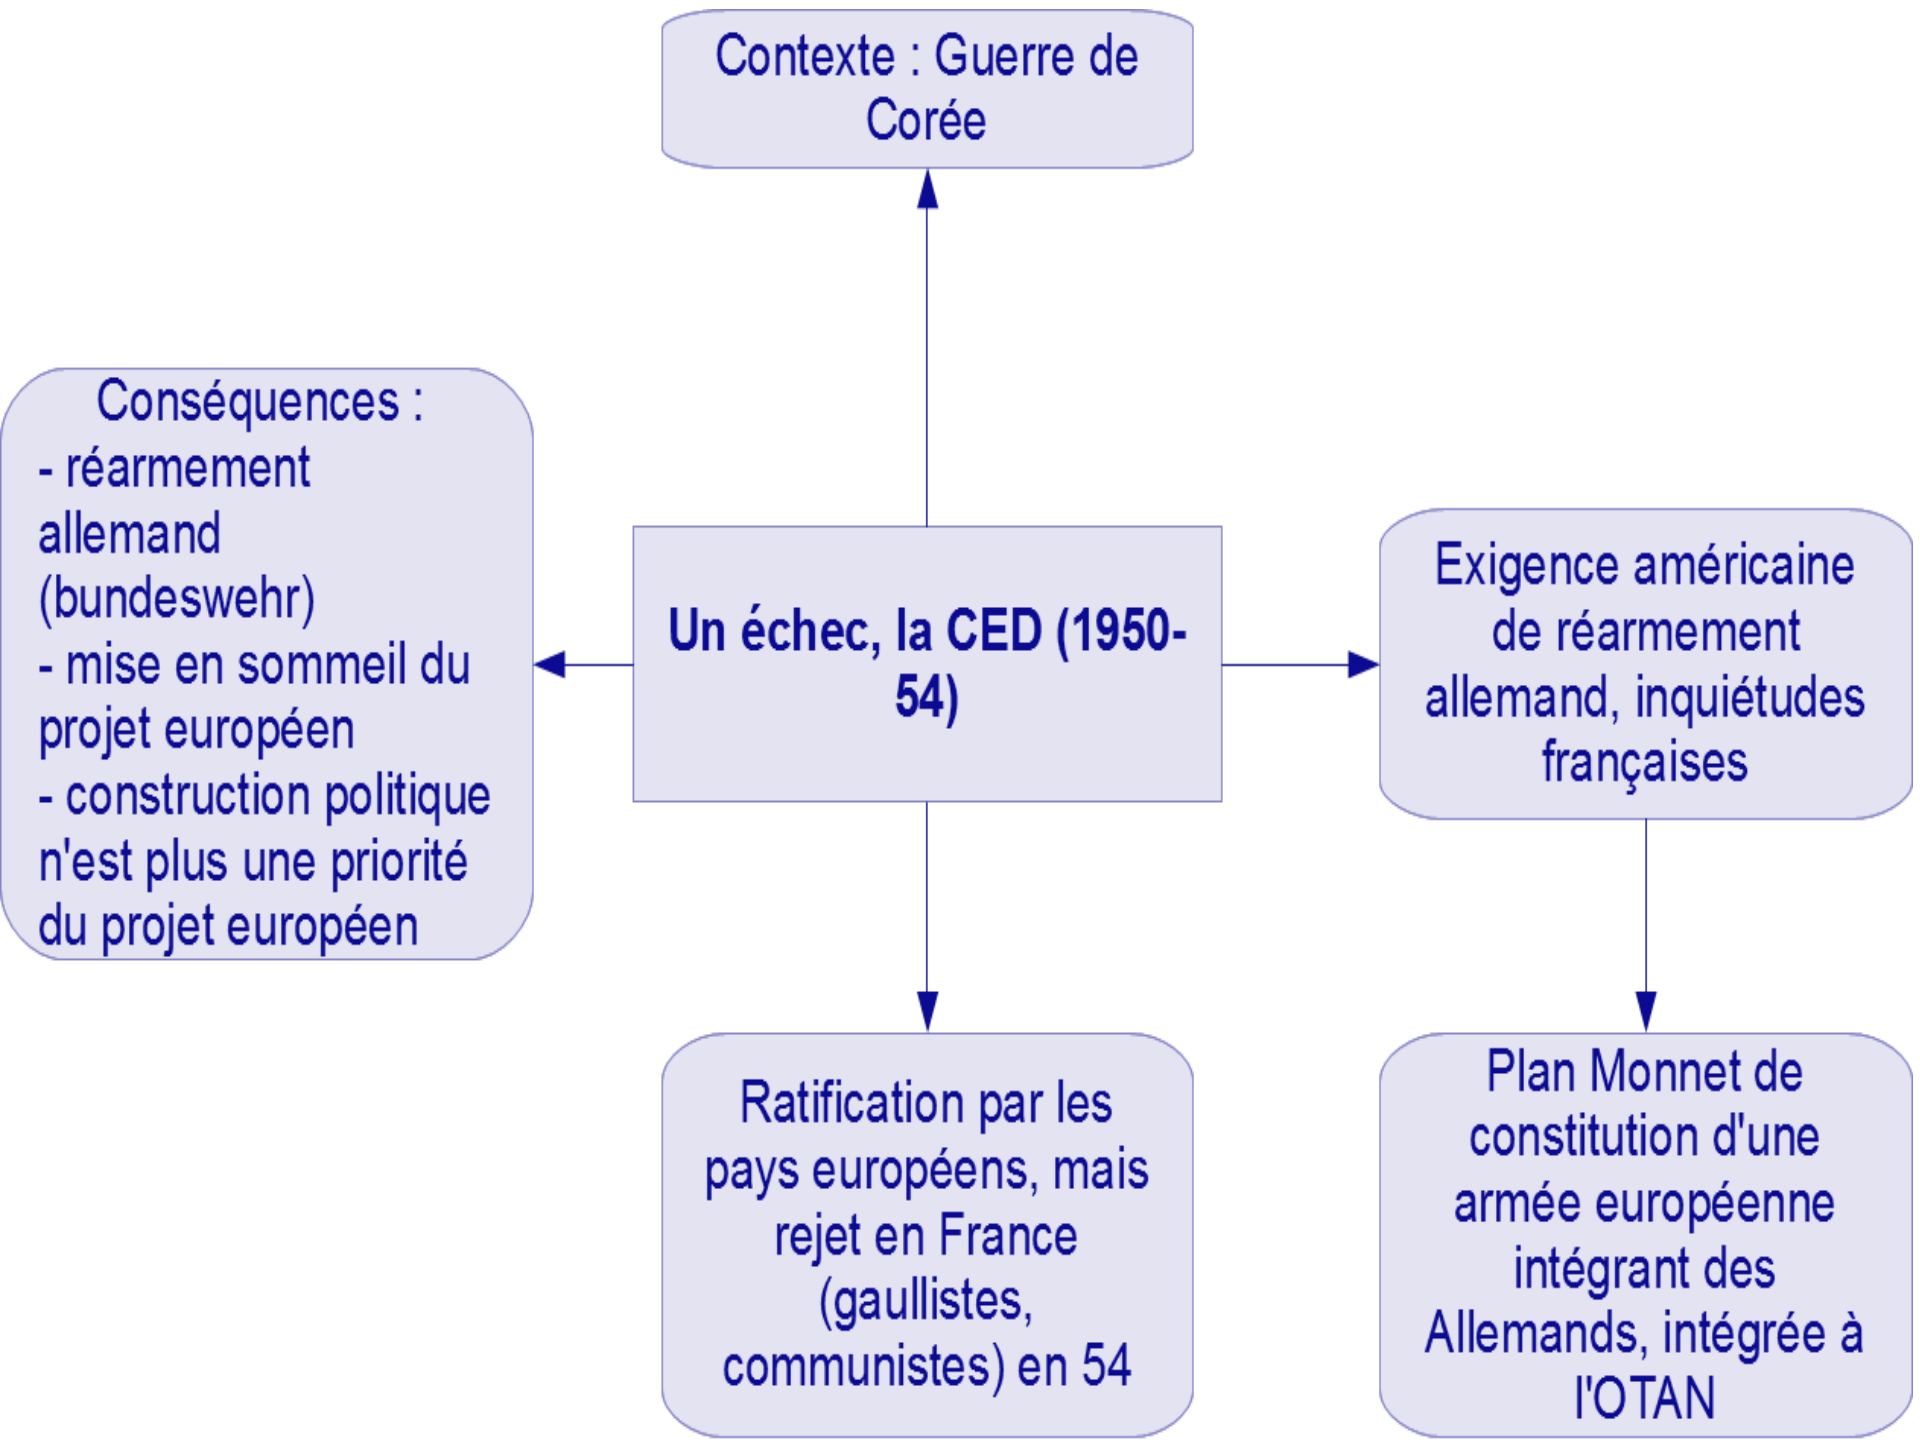 Contexte : Guerre de
Corée
Conséquences :
- réarmement
allemand
(bundeswehr)
- mise en sommeil du
projet européen
- construction politique
n'est plus une priorité
du projet européen
Un échec, la CED (1950-
54)
Exigence américaine
de réarmement
allemand, inquiétudes
françaises
Ratification par les
pays européens, mais
rejet en France
(gaullistes,
communistes) en 54
Plan Monnet de
constitution d'une
armée européenne
intégrant des
Allemands, intégrée à
l'OTAN